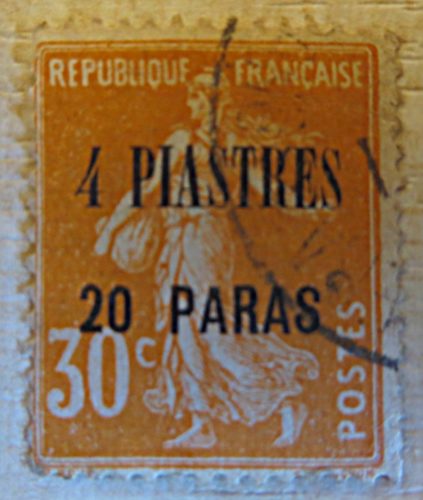 REPUBLIQUE FRANÇAISE
4 PIASTRES
20 PARAS
30c
POSTES